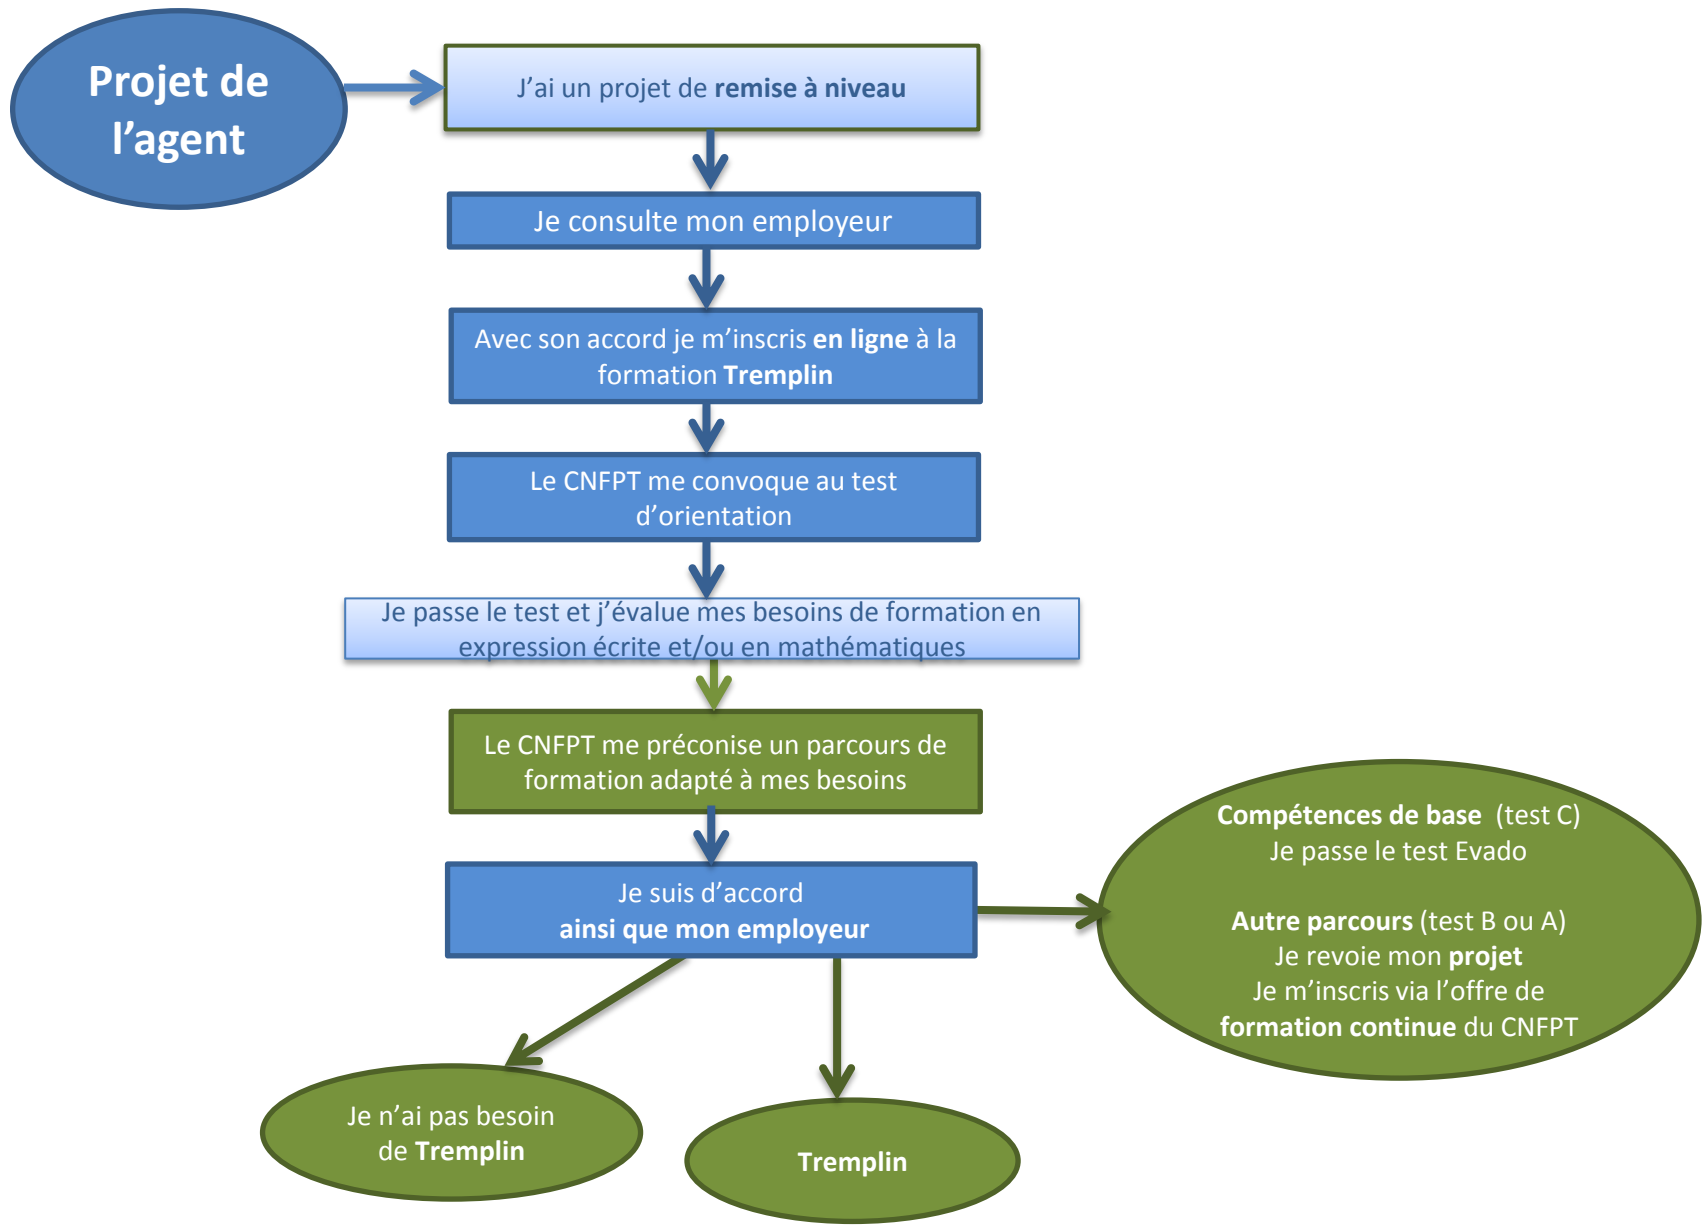 Projet de
l’agent
J’ai un projet de remise à niveau
Je consulte mon employeur
Avec son accord je m’inscris en ligne à la
formation Tremplin
Le CNFPT me convoque au test
d’orientation
Je passe le test et j’évalue mes besoins de formation en
expression écrite et/ou en mathématiques
Le CNFPT me préconise un parcours de
formation adapté à mes besoins
Je suis d’accord
ainsi que mon employeur
Compétences de base (test C)
Je passe le test Evado
Autre parcours (test B ou A)
Je revoie mon projet
Je m’inscris via l’offre de
formation continue du CNFPT
Je n’ai pas besoin
de Tremplin
Tremplin